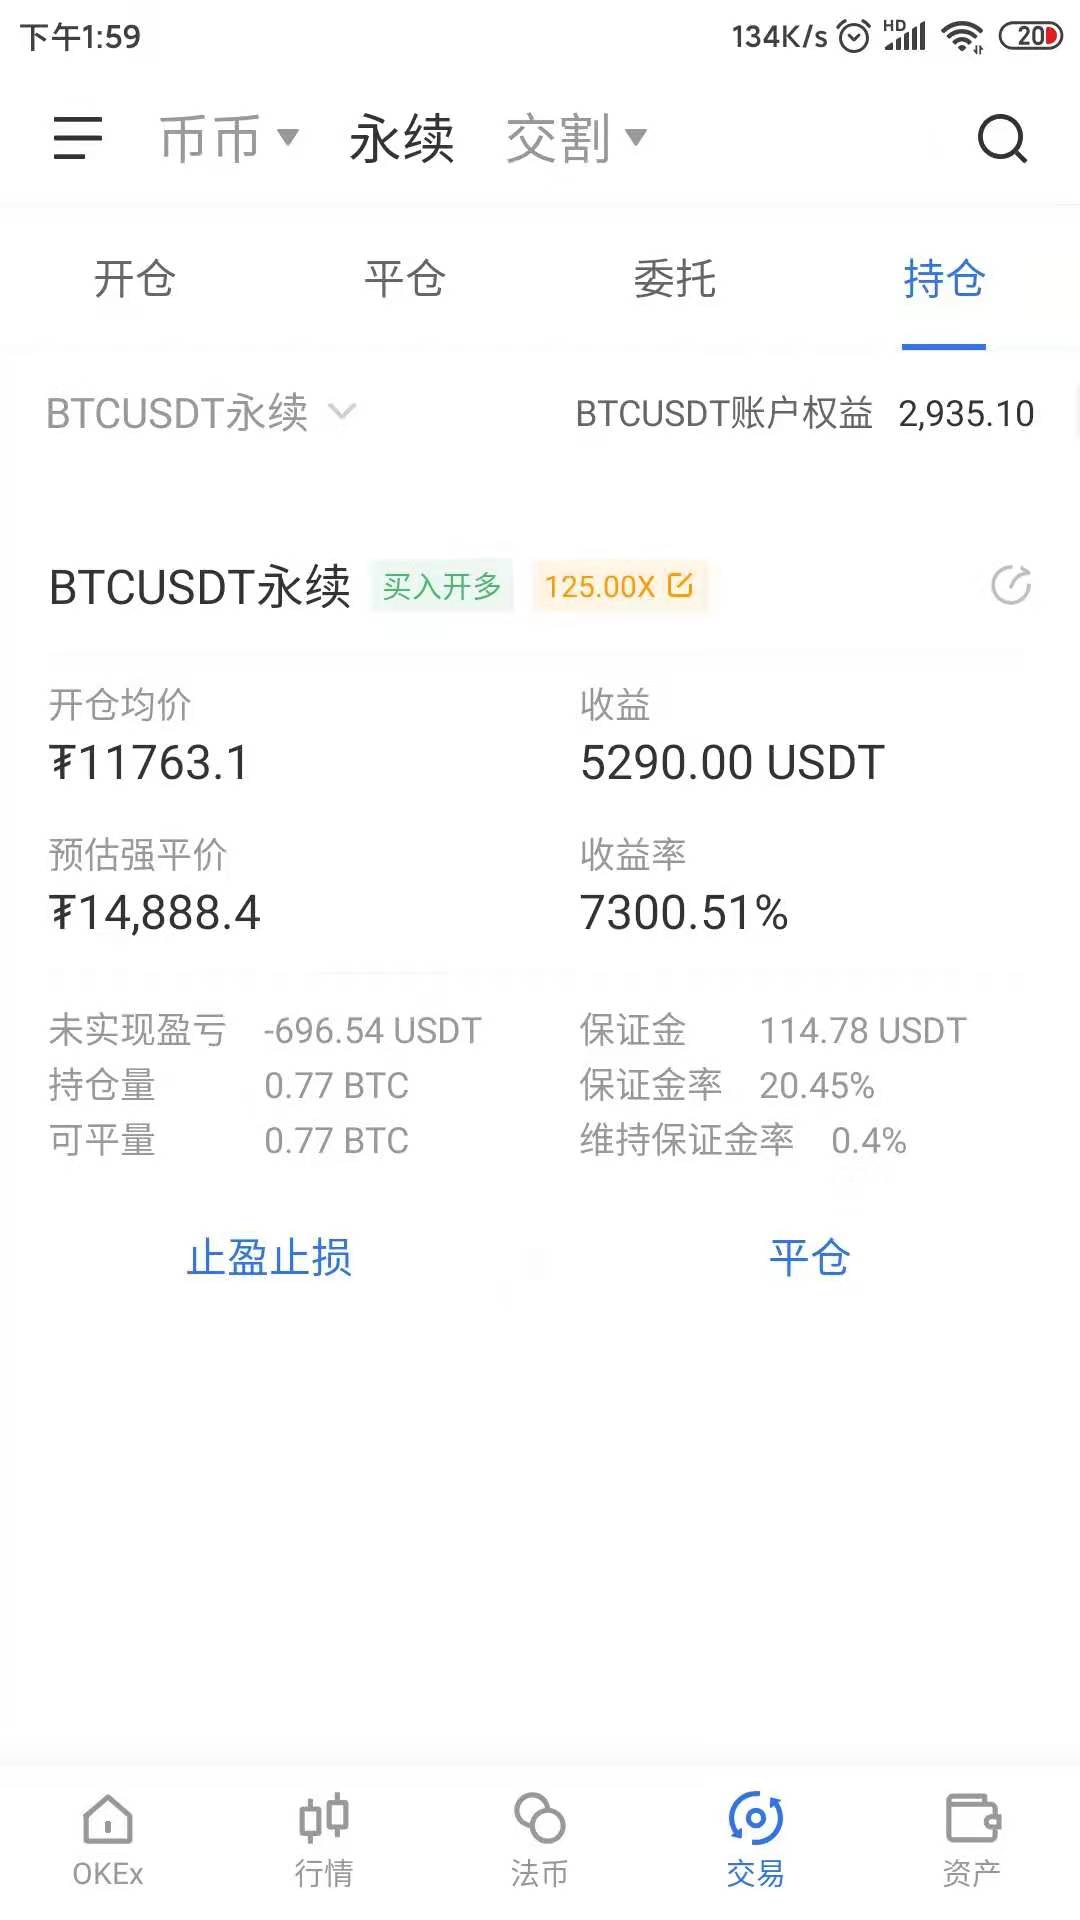 下午1:59 134K/s HD 20
币币 永续 交割
开仓 平仓 委托 持仓
BTCUSDT永续 BTCUSDT账户权益 2,935.10
BTCUSDT永续 买入开多 125.00X
开仓均价 收益
₮11763.1 5290.00 USDT
预估强平价 收益率
₮14,888.4 7300.51%
未实现盈亏 -696.54 USDT 保证金 114.78 USDT
持仓量 0.77 BTC 保证金率 20.45%
可平量 0.77 BTC 维持保证金率 0.4%
止盈止损 平仓
OKEx 行情 法币 交易 资产